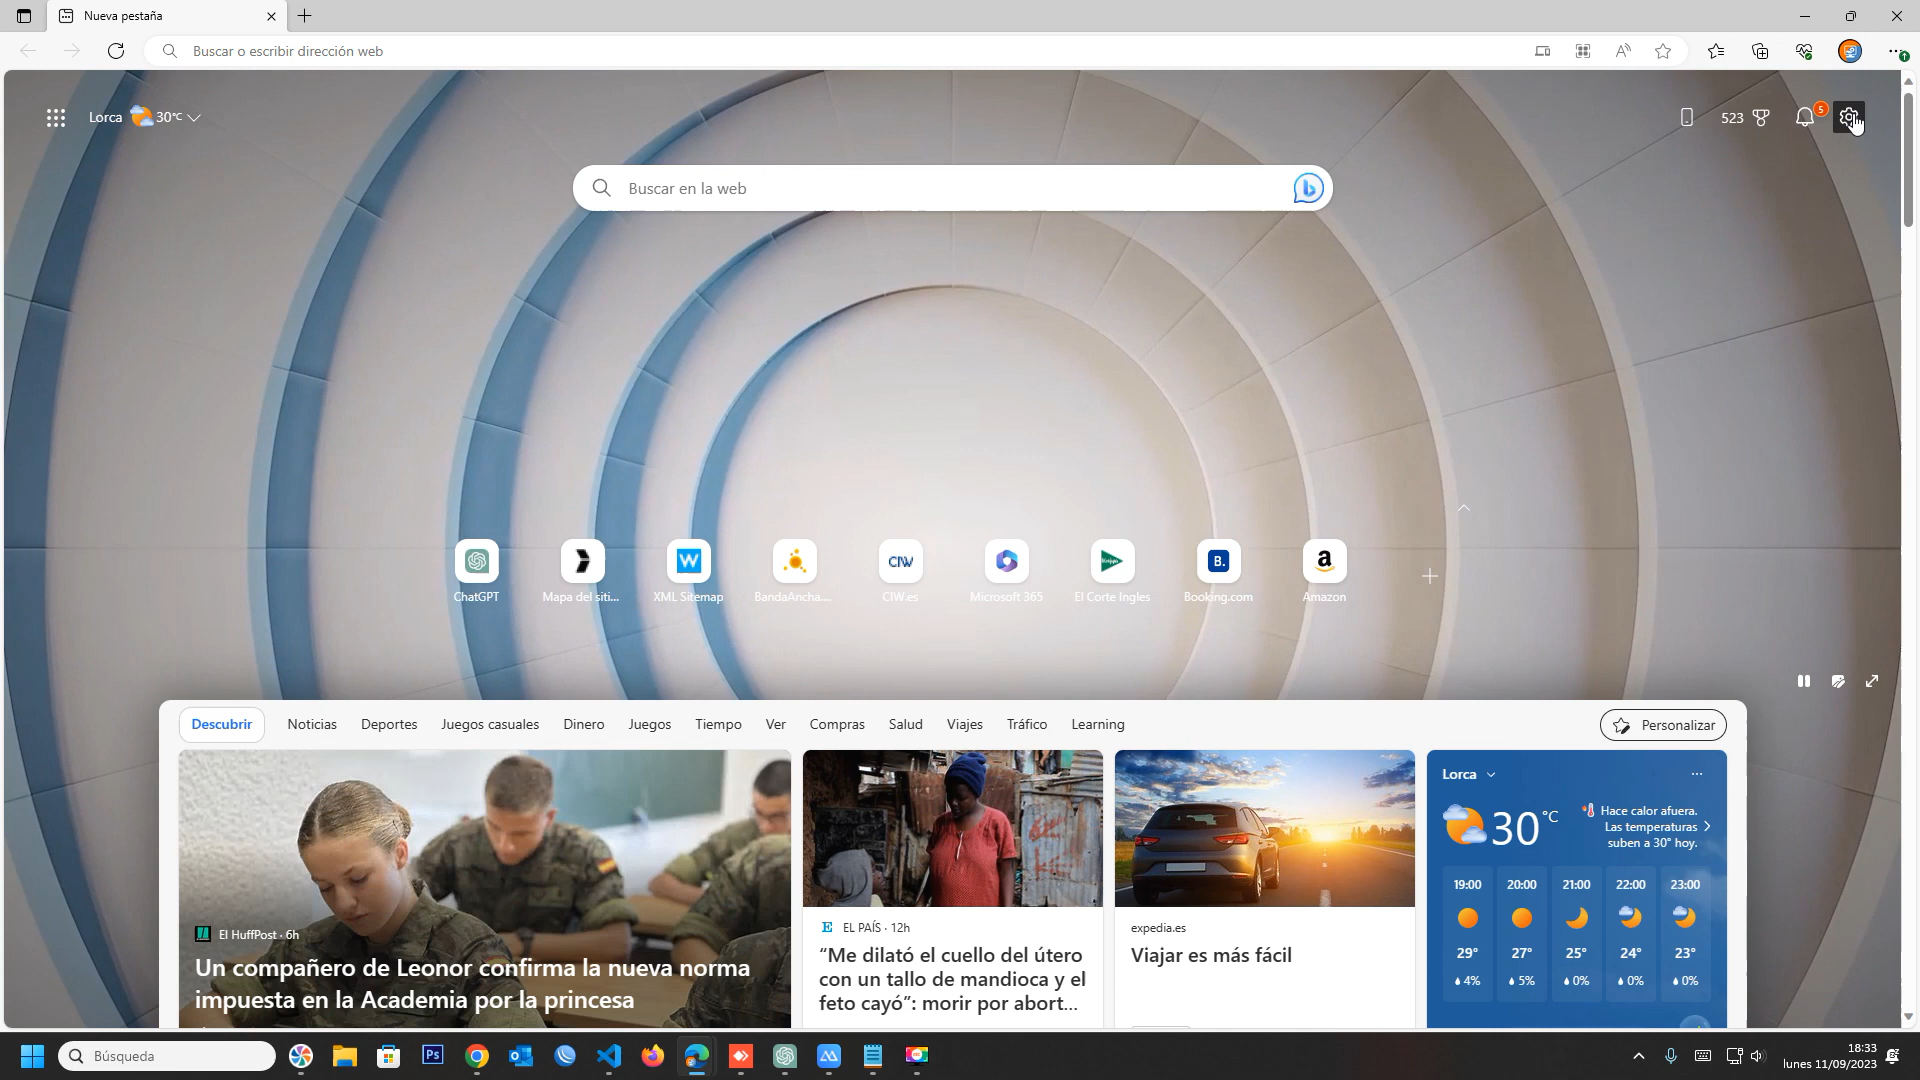 Nueva pestaña
Buscar o escribir dirección web
Lorca 30°C
523
5
Buscar en la web
ChatGPT
Mapa del siti...
XML Sitemap
BandaAncha....
CIW
CIW.es
Microsoft 365
El Corte Ingles
B.
Booking.com
a
Amazon
Descubrir Noticias Deportes Juegos casuales Dinero Juegos Tiempo Ver Compras Salud Viajes Tráfico Learning
Personalizar
El HuffPost · 6h
Un compañero de Leonor confirma la nueva norma
impuesta en la Academia por la princesa
E EL PAÍS · 12h
“Me dilató el cuello del útero
con un tallo de mandioca y el
feto cayó”: morir por abort...
expedia.es
Viajar es más fácil
Lorca
30 °C
Hace calor afuera.
Las temperaturas
suben a 30° hoy.
19:00 20:00 21:00 22:00 23:00
29° 27° 25° 24° 23°
4% 5% 0% 0% 0%
Búsqueda
Ps
18:33
lunes 11/09/2023